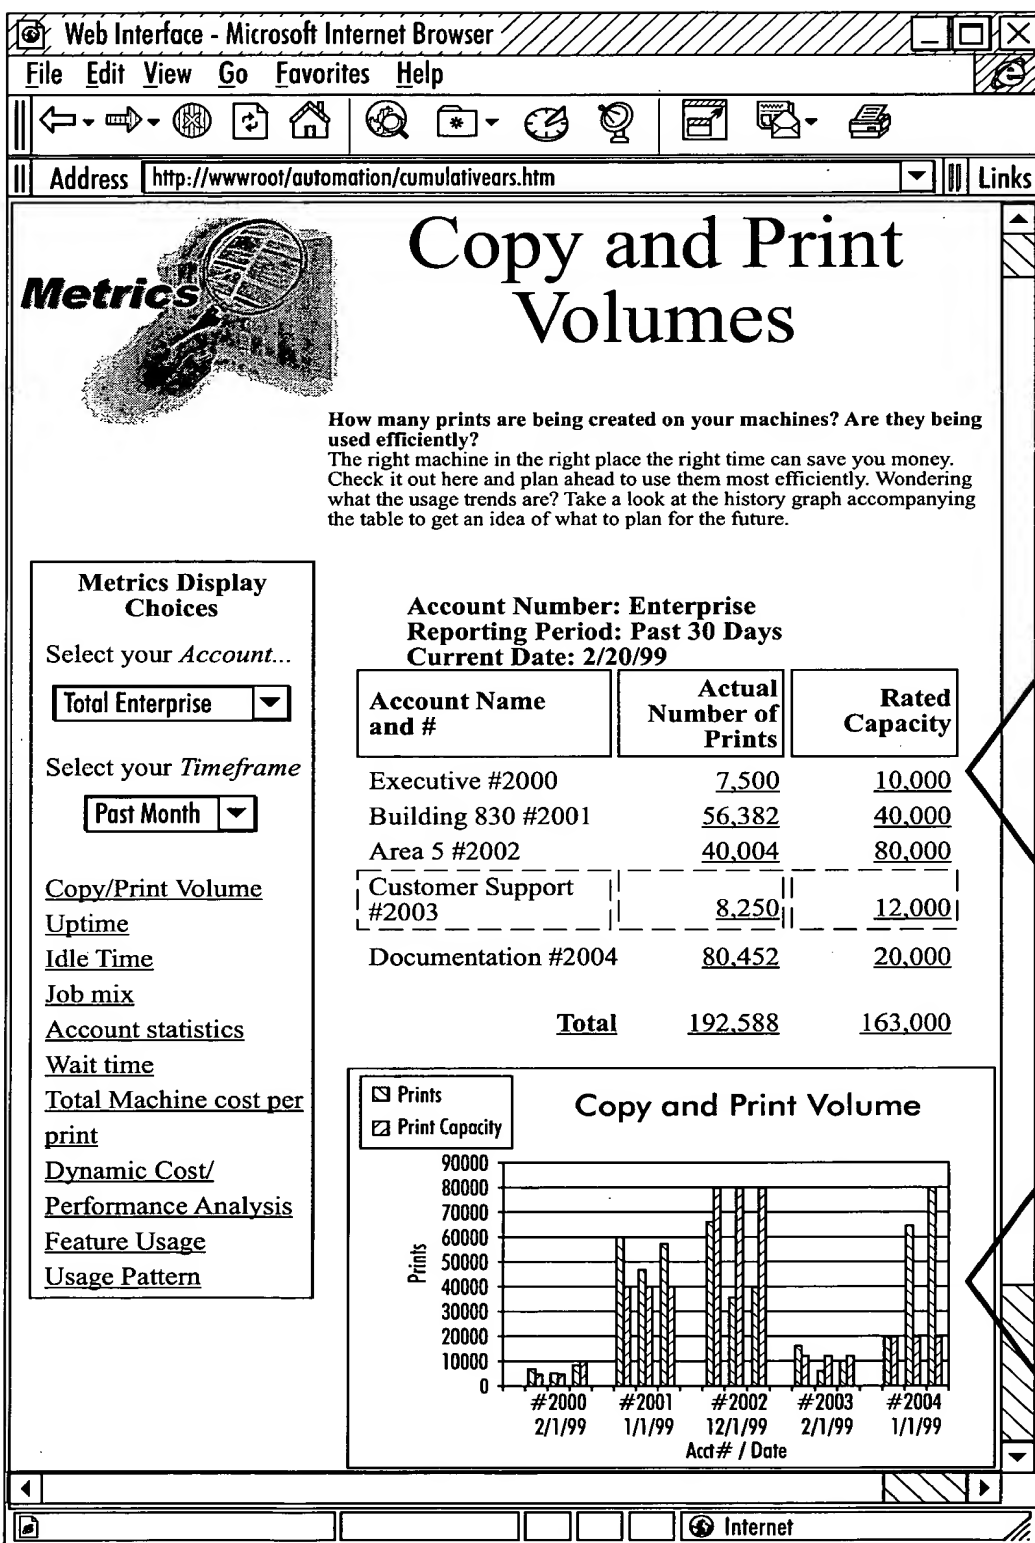 Web Interface - Microsoft Internet Browser
File Edit View Go Favorites Help
Address http://wwwroot/automation/cumulativears.htm Links
Metrics
Copy and Print
Volumes
How many prints are being created on your machines? Are they being
used efficiently?
The right machine in the right place the right time can save you money.
Check it out here and plan ahead to use them most efficiently. Wondering
what the usage trends are? Take a look at the history graph accompanying
the table to get an idea of what to plan for the future.
Metrics Display
Choices
Select your Account...
Total Enterprise
Select your Timeframe
Past Month
Copy/Print Volume
Uptime
Idle Time
Job mix
Account statistics
Wait time
Total Machine cost per
print
Dynamic Cost/
Performance Analysis
Feature Usage
Usage Pattern
Account Number: Enterprise
Reporting Period: Past 30 Days
Current Date: 2/20/99
Account Name
and #
Actual
Number of
Prints
Rated
Capacity
Executive #2000 7,500 10,000
Building 830 #2001 56,382 40,000
Area 5 #2002 40,004 80,000
Customer Support
#2003 8,250 12,000
Documentation #2004 80,452 20,000
Total 192,588 163,000
Prints
Print Capacity
Copy and Print Volume
90000
80000
70000
60000
50000
40000
30000
20000
10000
0
Prints
#2000 #2001 #2002 #2003 #2004
2/1/99 1/1/99 12/1/99 2/1/99 1/1/99
Acct# / Date
Internet